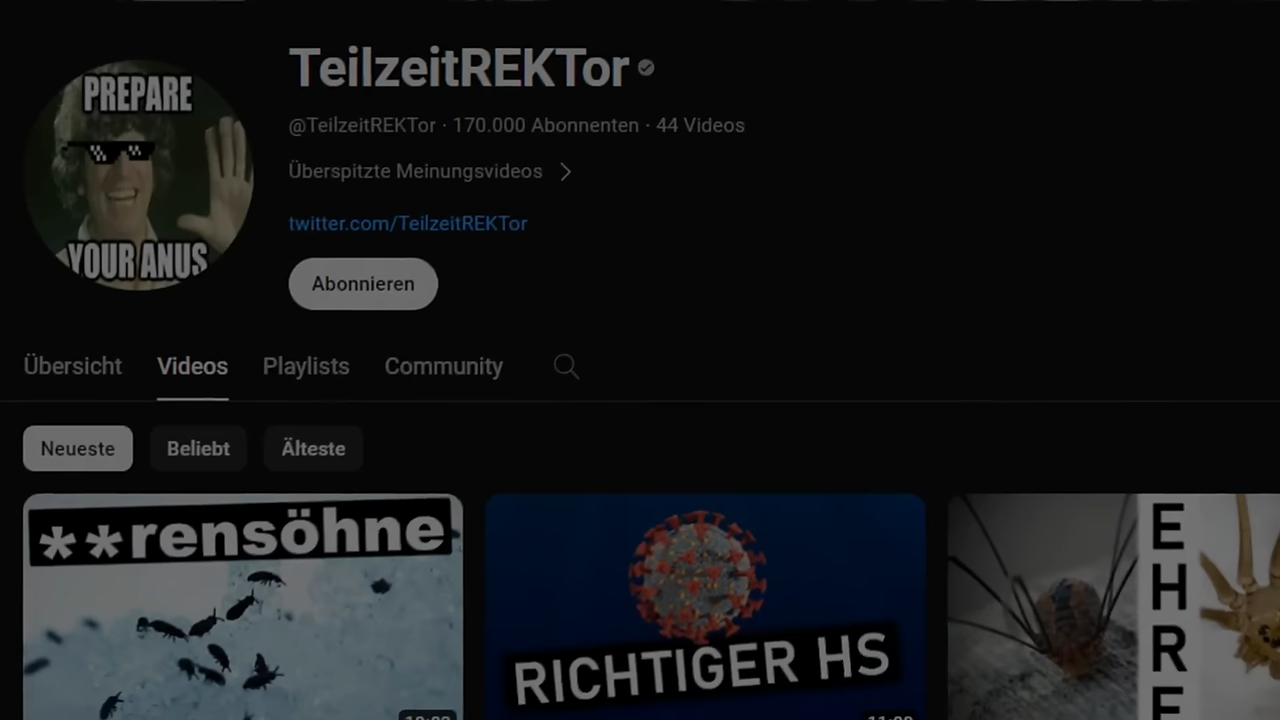 PREPARE
YOUR ANUS
TeilzeitREKTor
@TeilzeitREKTor · 170.000 Abonnenten · 44 Videos
Überspitzte Meinungsvideos
twitter.com/TeilzeitREKTor
Abonnieren
Übersicht Videos Playlists Community
Neueste Beliebt Älteste
**rensöhne
RICHTIGER HS
E
H
R
E